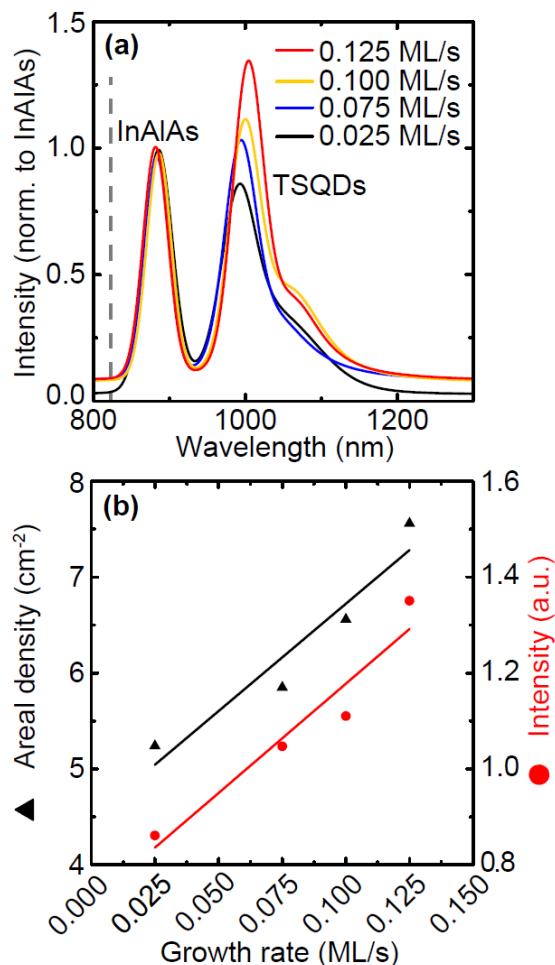 (a)
0.125 ML/s
0.100 ML/s
0.075 ML/s
0.025 ML/s
InAlAs
TSQDs
Intensity (norm. to InAlAs)
1.5
1.0
0.5
0.0
800
1000
1200
Wavelength (nm)
(b)
Areal density (cm⁻²)
8
7
6
5
4
1.6
1.4
1.2
1.0
0.8
Intensity (a.u.)
0.000
0.025
0.050
0.075
0.100
0.125
0.150
Growth rate (ML/s)